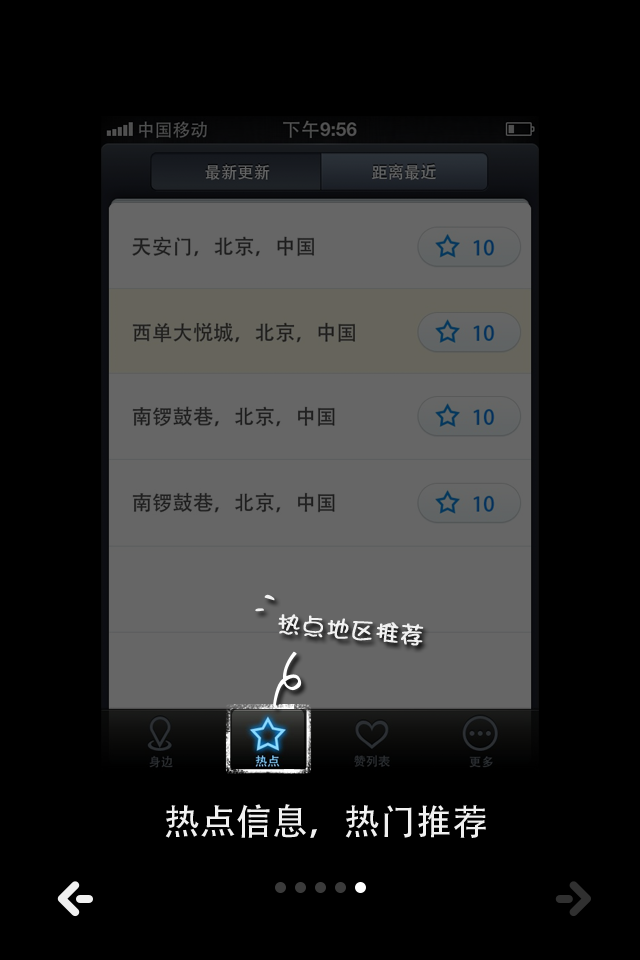 中国移动 下午9:56
最新更新 距离最近
天安门，北京，中国 10
西单大悦城，北京，中国 10
南锣鼓巷，北京，中国 10
南锣鼓巷，北京，中国 10
热点地区推荐
身边 热点 赞列表 更多
热点信息，热门推荐